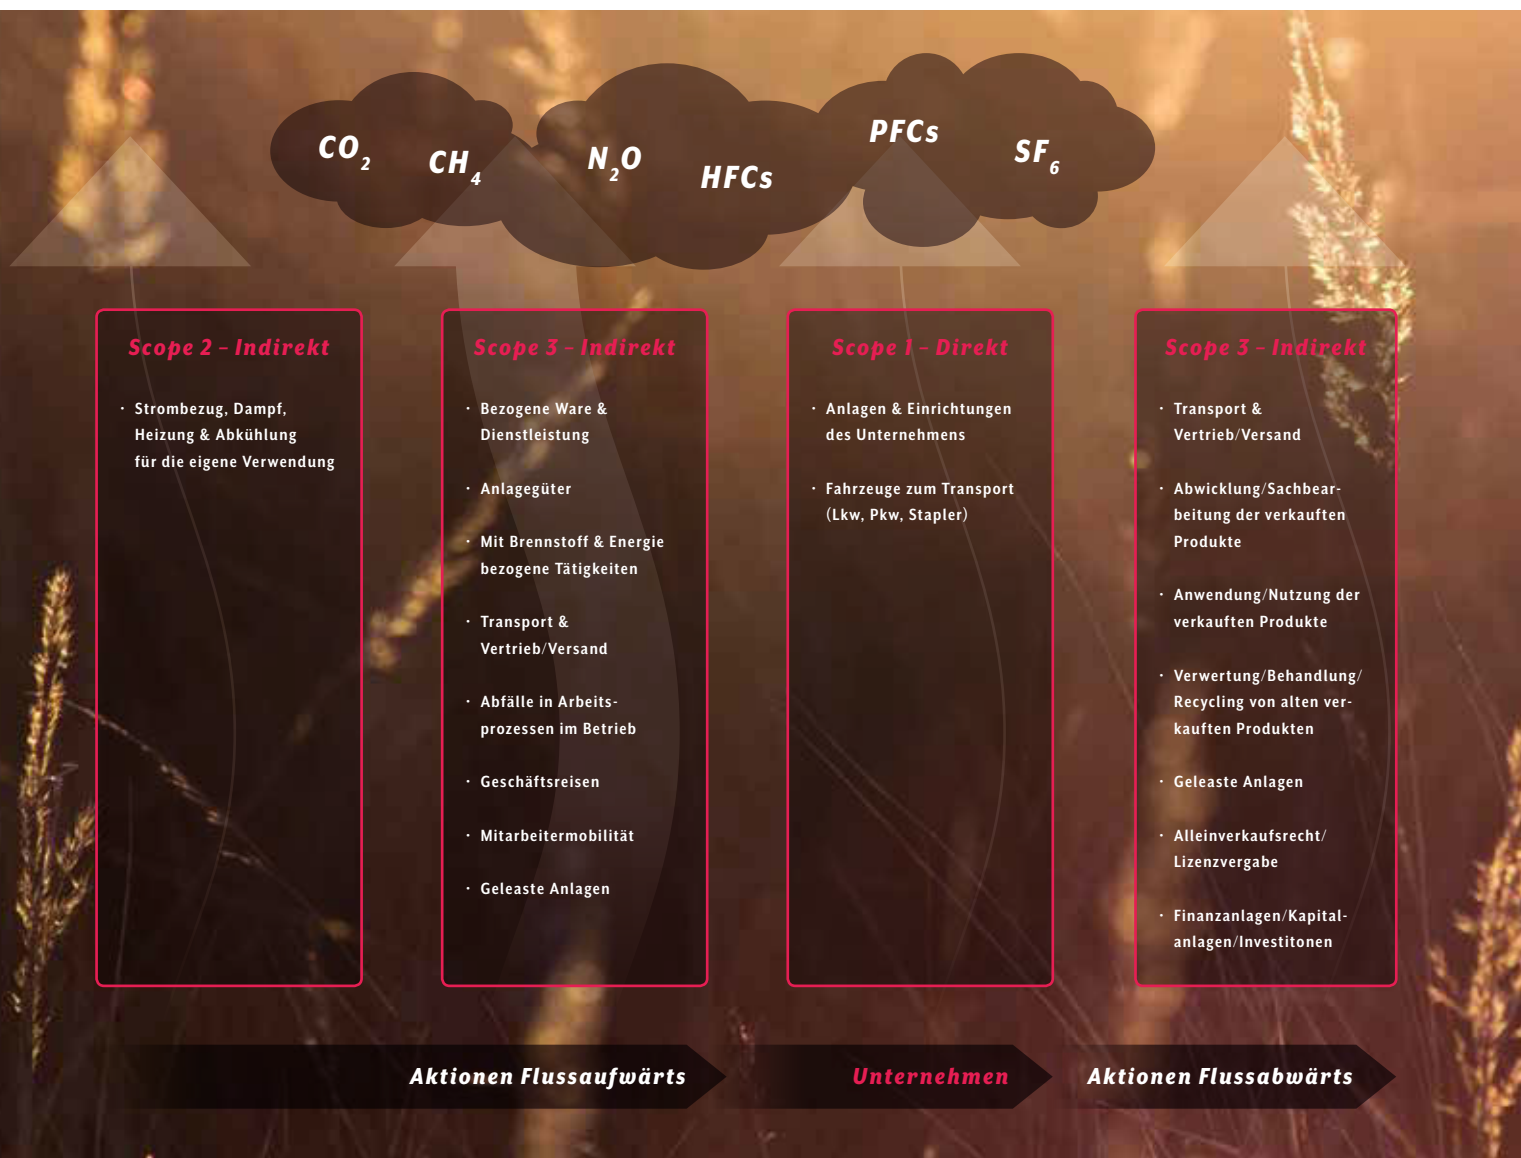 CO2
CH4
N2O
HFCs
PFCs
SF6
Scope 2 – Indirekt
· Strombezug, Dampf,
Heizung & Abkühlung
für die eigene Verwendung
Scope 3 – Indirekt
· Bezogene Ware &
Dienstleistung
· Anlagegüter
· Mit Brennstoff & Energie
bezogene Tätigkeiten
· Transport &
Vertrieb/Versand
· Abfälle in Arbeits-
prozessen im Betrieb
· Geschäftsreisen
· Mitarbeitermobilität
· Geleaste Anlagen
Scope 1 – Direkt
· Anlagen & Einrichtungen
des Unternehmens
· Fahrzeuge zum Transport
(Lkw, Pkw, Stapler)
Scope 3 – Indirekt
· Transport &
Vertrieb/Versand
· Abwicklung/Sachbear-
beitung der verkauften
Produkte
· Anwendung/Nutzung der
verkauften Produkte
· Verwertung/Behandlung/
Recycling von alten ver-
kauften Produkten
· Geleaste Anlagen
· Alleinverkaufsrecht/
Lizenzvergabe
· Finanzanlagen/Kapital-
anlagen/Investitonen
Aktionen Flussaufwärts
Unternehmen
Aktionen Flussabwärts